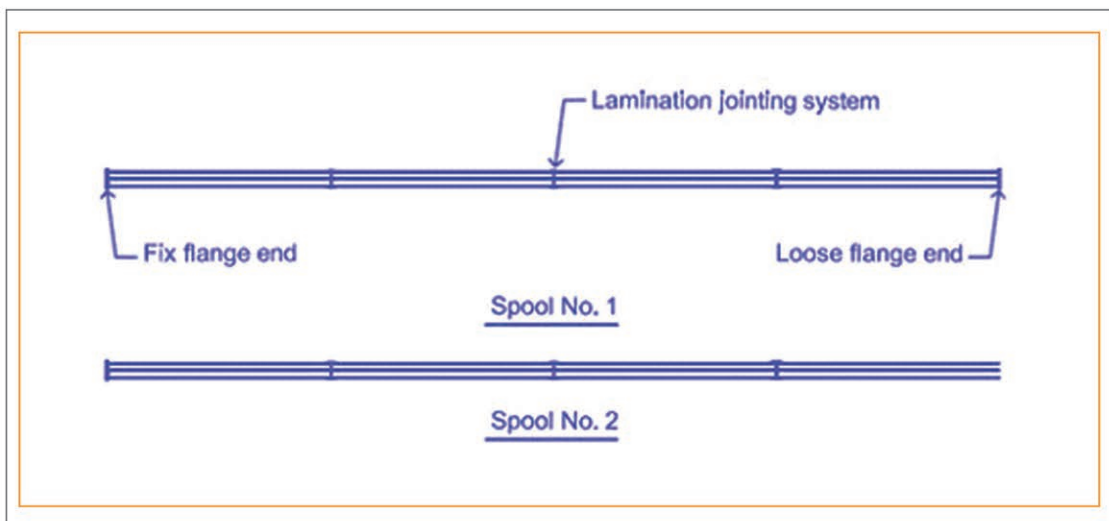 Lamination jointing system
Fix flange end
Loose flange end
Spool No. 1
Spool No. 2